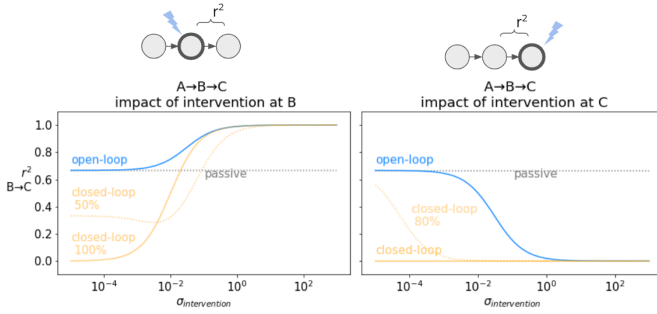 r²
r²
A→B→C
impact of intervention at B
A→B→C
impact of intervention at C
r²
B→C
1.0
0.8
0.6
0.4
0.2
0.0
open-loop
passive
closed-loop
50%
closed-loop
100%
10⁻⁴
10⁻²
10⁰
10²
σintervention
open-loop
passive
closed-loop
80%
closed-loop
10⁻⁴
10⁻²
10⁰
10²
σintervention